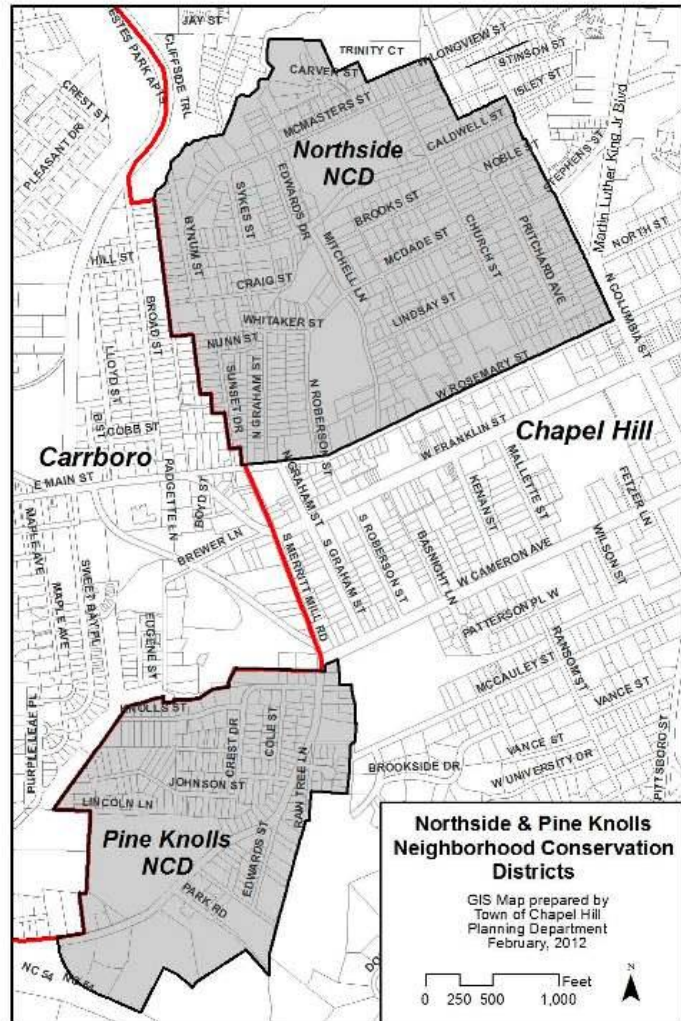 JAY ST
ESTES PARK APTS
CLIFFSIDE TRL
TRINITY CT
W LONGVIEW ST
CARVER ST
STINSON ST
CREST ST
ISLEY ST
PLEASANT DR
MCMASTERS ST
CALDWELL ST
Northside
NCD
NOBLE ST
STEPHENS ST
Martin Luther King Jr Blvd
SYKES ST
EDWARDS DR
BROOKS ST
BYNUM ST
MITCHELL LN
MCDADE ST
CHURCH ST
PRITCHARD AVE
NORTH ST
HILL ST
CRAIG ST
N COLUMBIA ST
BROAD ST
WHITAKER ST
LINDSAY ST
NUNN ST
LLOYD ST
SUNSET DR
N GRAHAM ST
N ROBERSON ST
W ROSEMARY ST
COBB ST
W FRANKLIN ST
Chapel Hill
Carrboro
E MAIN ST
PADGETTE LN
BOYD ST
N GRAHAM ST
MALLETTE ST
KENAN ST
FETZER LN
MAPLE AVE
BREWER LN
S MERRITT MILL RD
S GRAHAM ST
S ROBERSON ST
BASNIGHT LN
W CAMERON AVE
WILSON ST
MAPLE AVE
SWEET BAY PL
EUGENE ST
PATTERSON PL W
RANSOM ST
MCCAULEY ST
VANCE ST
PURPLE LEAF PL
KNOLLS ST
CREST DR
COLE ST
VANCE ST
BROOKSIDE DR
W UNIVERSITY DR
PITTSBORO ST
JOHNSON ST
LINCOLN LN
Pine Knolls
NCD
EDWARDS ST
PARK RD
NC 54
Northside & Pine Knolls
Neighborhood Conservation
Districts
GIS Map prepared by
Town of Chapel Hill
Planning Department
February, 2012
Feet
0 250 500 1,000
N